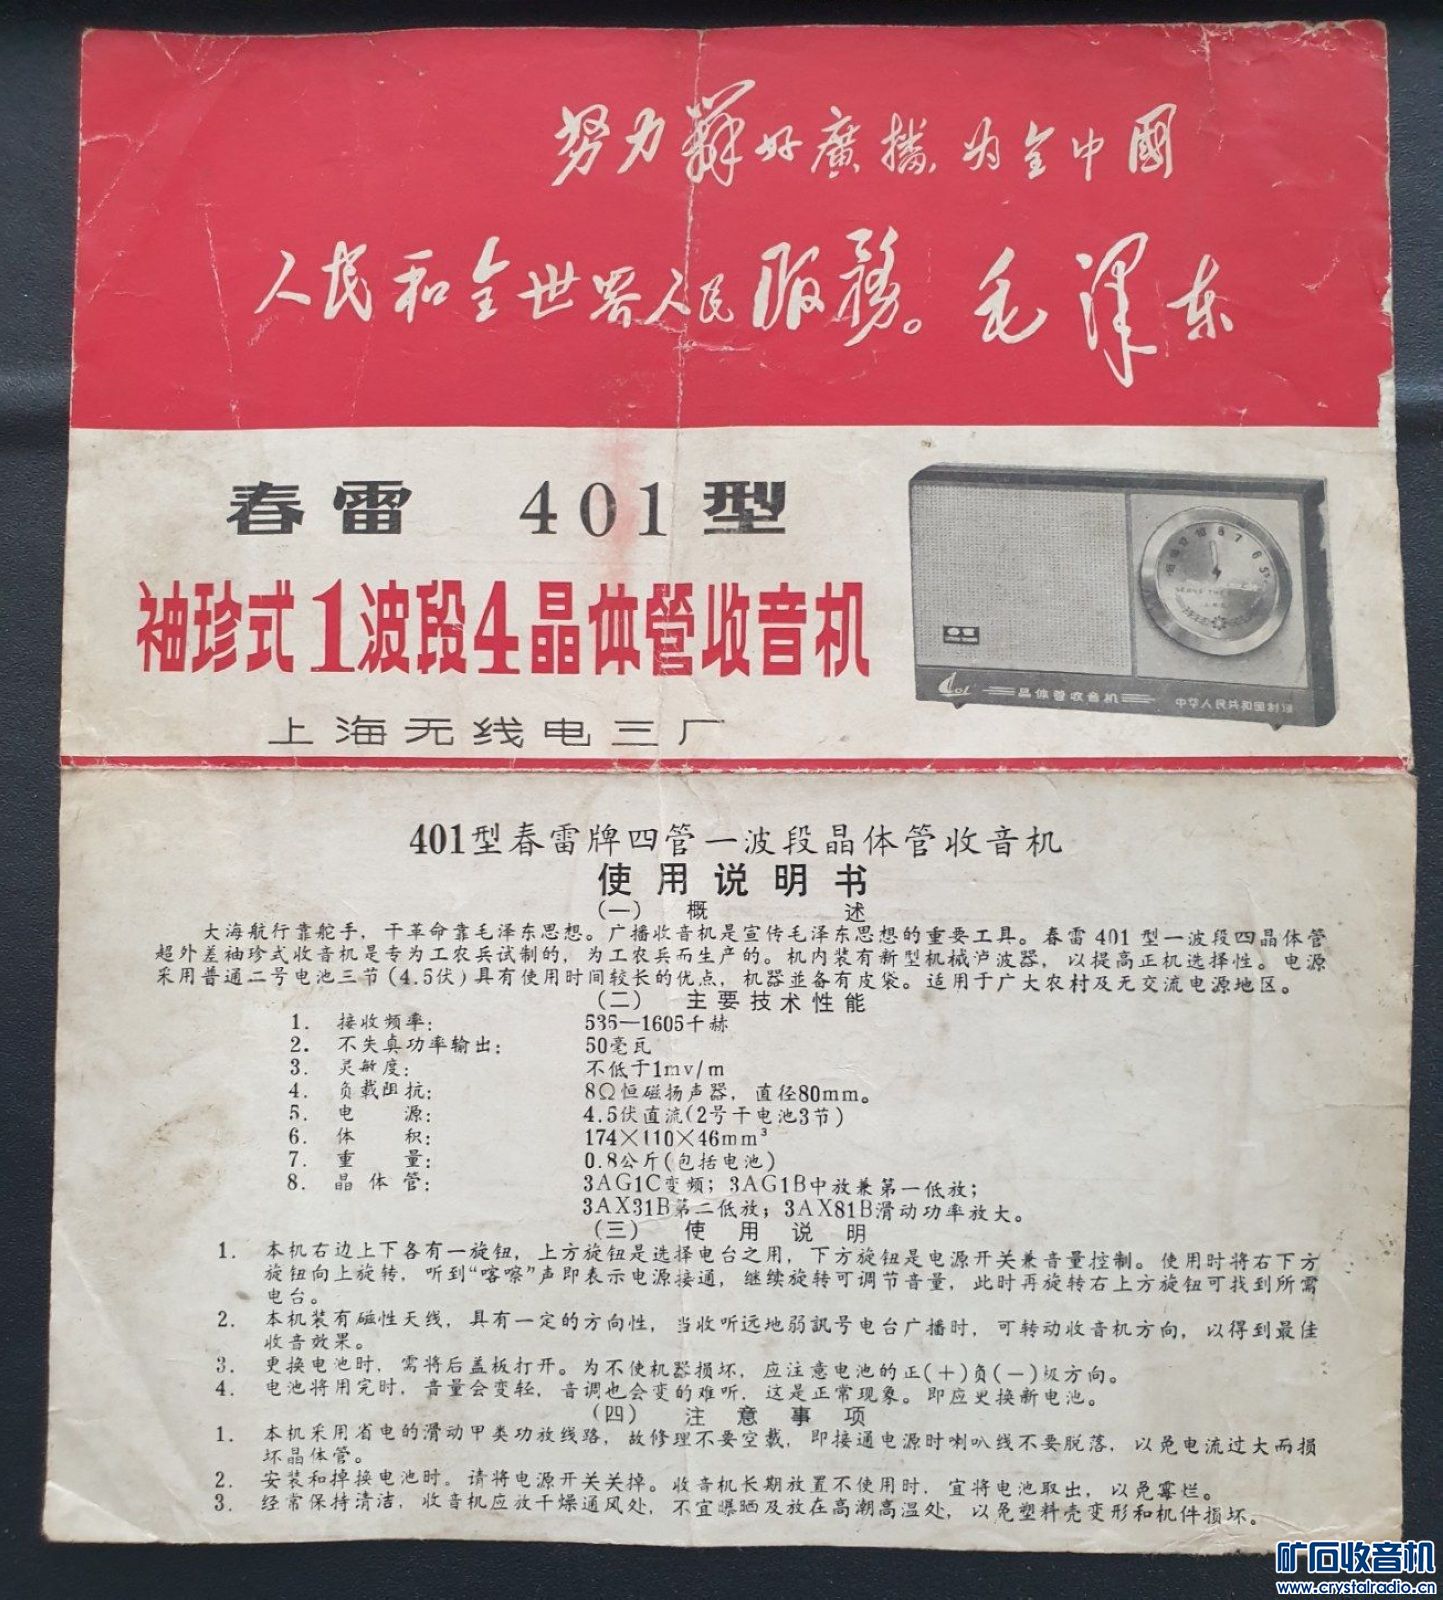 努力辦好廣播,为全中國
人民和全世界人民服務。毛澤东
春雷 401型
袖珍式1波段4晶体管收音机
上海无线电三厂
401 晶体管收音机 中华人民共和国制造
401型春雷牌四管一波段晶体管收音机
使用说明书
(一) 概 述
大海航行靠舵手，干革命靠毛泽东思想。广播收音机是宣传毛泽东思想的重要工具。春雷 401 型一波段四晶体管
超外差袖珍式收音机是专为工农兵试制的，为工农兵而生产的。机内装有新型机械泸波器，以提高正机选择性。电源
采用普通二号电池三节(4.5伏)具有使用时间较长的优点，机器並备有皮袋。适用于广大农村及无交流电源地区。
(二) 主要技术性能
1. 接收频率: 535—1605千赫
2. 不失真功率输出: 50毫瓦
3. 灵敏度: 不低于1mv/m
4. 负载阻抗: 8Ω恒磁扬声器，直径80mm。
5. 电 源: 4.5伏直流(2号干电池3节)
6. 体 积: 174×110×46mm³
7. 重 量: 0.8公斤(包括电池)
8. 晶体管: 3AG1C变频；3AG1B中放兼第一低放；
3AX31B第二低放；3AX81B滑动功率放大。
(三) 使用说明
1. 本机右边上下各有一旋钮，上方旋钮是选择电台之用，下方旋钮是电源开关兼音量控制。使用时将右下方
旋钮向上旋转，听到“喀嚓”声即表示电源接通，继续旋转可调节音量，此时再旋转右上方旋钮可找到所需
电台。
2. 本机装有磁性天线，具有一定的方向性，当收听远地弱訊号电台广播时，可转动收音机方向，以得到最佳
收音效果。
3. 更换电池时，需将后盖板打开。为不使机器损坏，应注意电池的正(+)负(-)极方向。
4. 电池将用完时，音量会变轻，音调也会变的难听，这是正常现象。即应更换新电池。
(四) 注意事项
1. 本机采用省电的滑动甲类功放线路，故修理不要空载，即接通电源时喇叭线不要脱落，以免电流过大而损
坏晶体管。
2. 安装和掉换电池时。请将电源开关关掉。收音机长期放置不使用时，宜将电池取出，以免霉烂。
3. 经常保持清洁，收音机应放干燥通风处，不宜曝晒及放在高潮高温处，以免塑料壳变形和机件损坏。
矿石收音机
www.crystalradio.cn